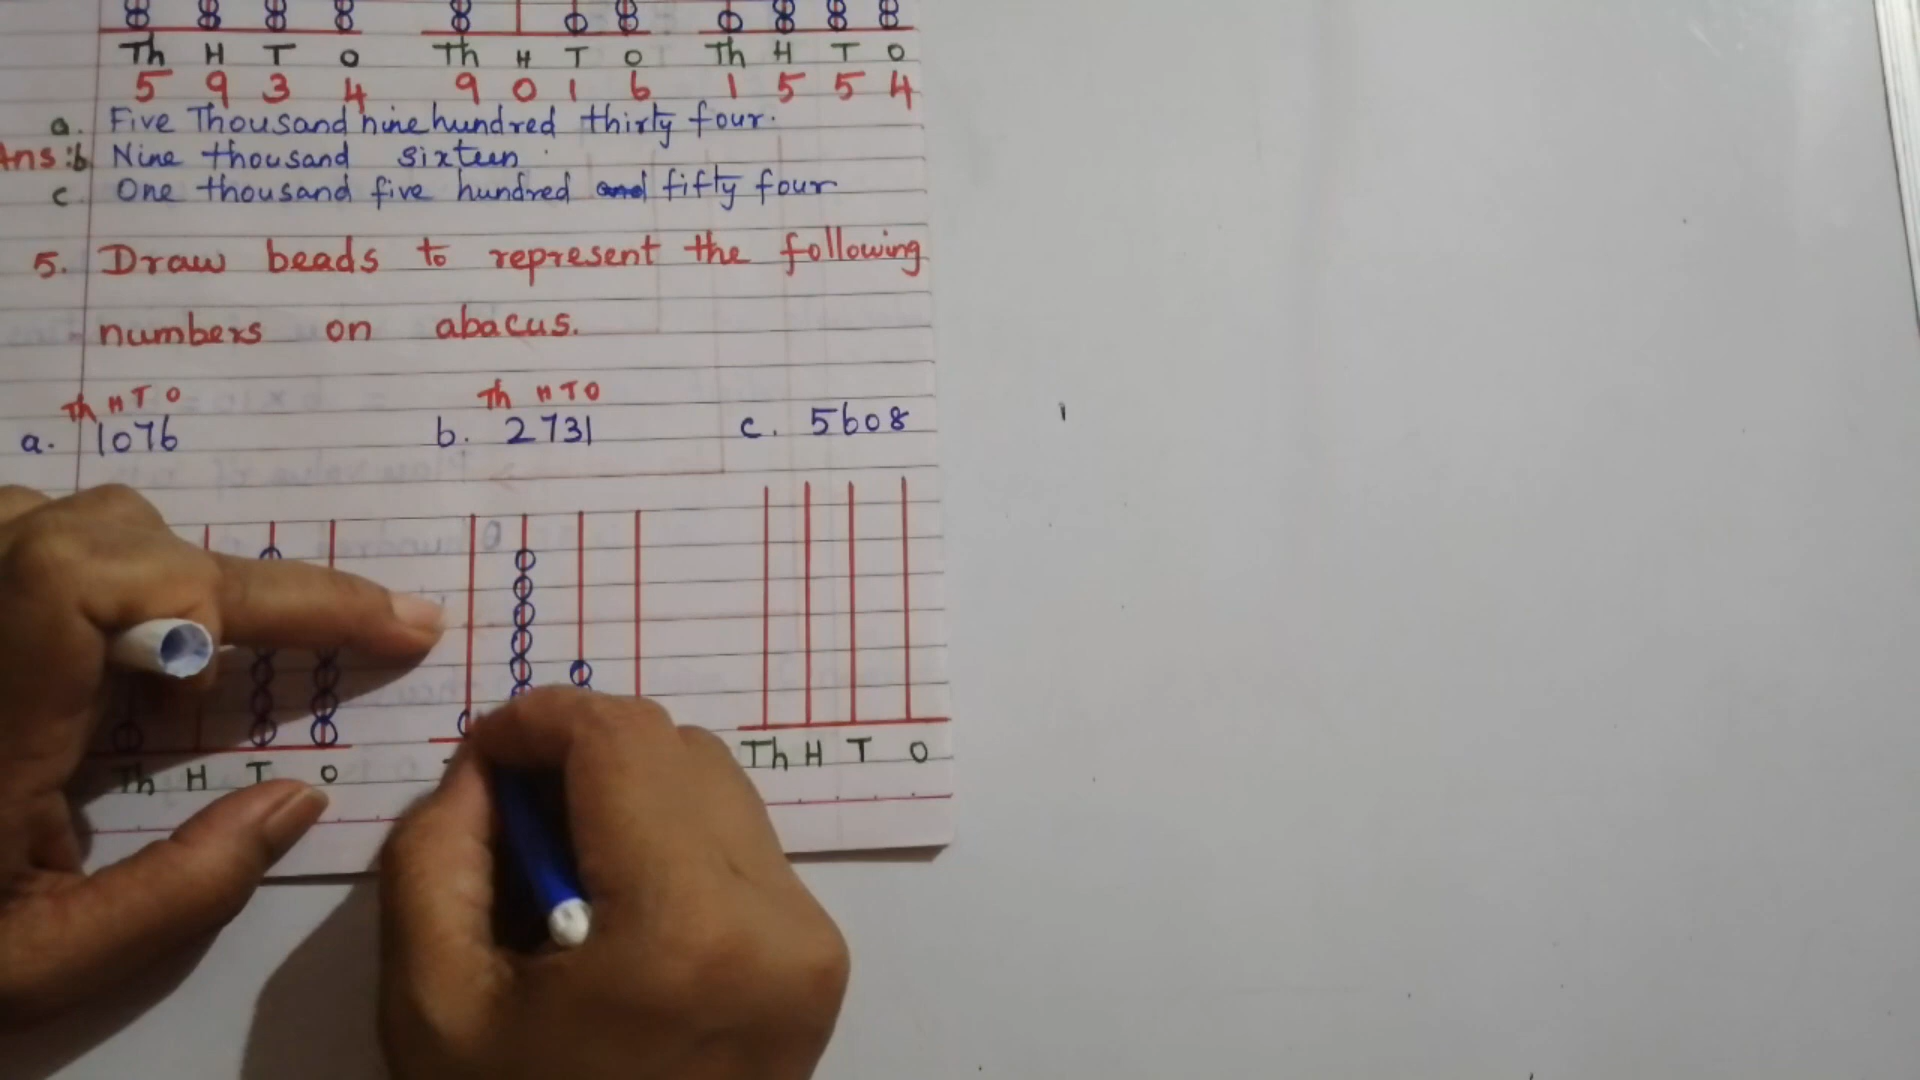 Th H T O Th H T O Th H T O
5 9 3 4 9 0 1 6 1 5 5 4
a. Five Thousand nine hundred thirty four.
Ans: b Nine thousand sixteen.
c One thousand five hundred fifty four
5. Draw beads to represent the following
numbers on abacus.
Th H T O Th H T O
a. 1076 b. 2731 c. 5608
Th H T O Th H T O